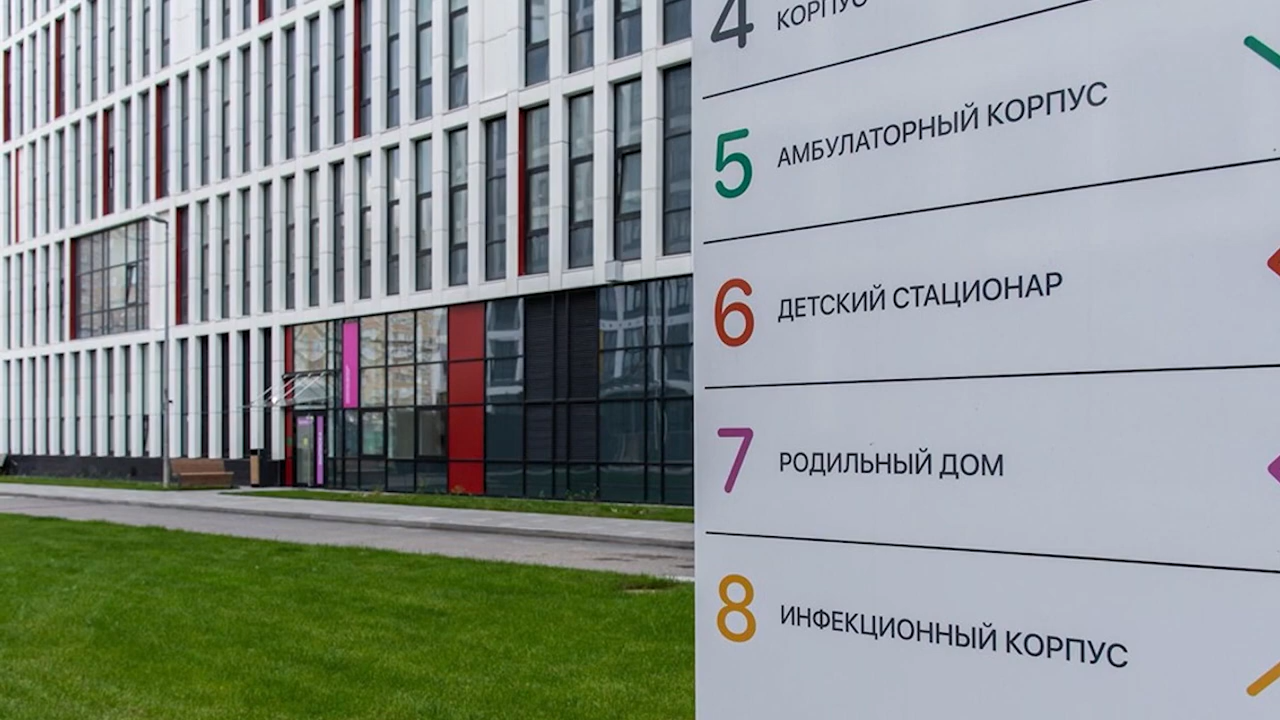 4 КОРПУС
5 АМБУЛАТОРНЫЙ КОРПУС
6 ДЕТСКИЙ СТАЦИОНАР
7 РОДИЛЬНЫЙ ДОМ
8 ИНФЕКЦИОННЫЙ КОРПУС